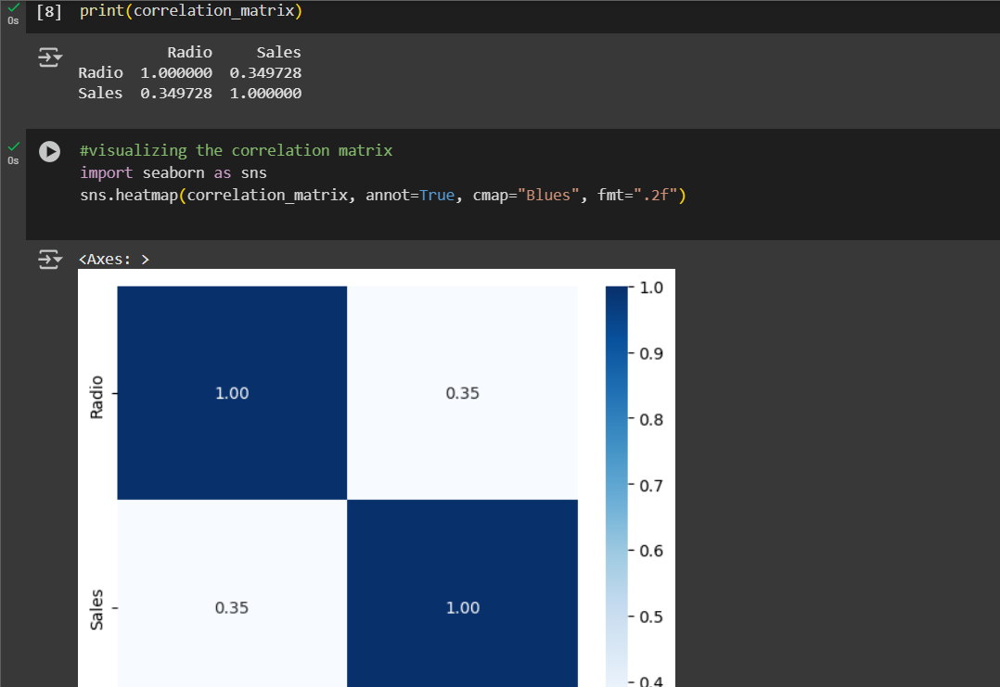 [8] print(correlation_matrix)
0s
Radio Sales
Radio 1.000000 0.349728
Sales 0.349728 1.000000
#visualizing the correlation matrix
0s
import seaborn as sns
sns.heatmap(correlation_matrix, annot=True, cmap="Blues", fmt=".2f")
<Axes: >
1.0
0.9
Radio
1.00 0.35
0.8
0.7
0.6
Sales
0.35 1.00
0.5
0.4